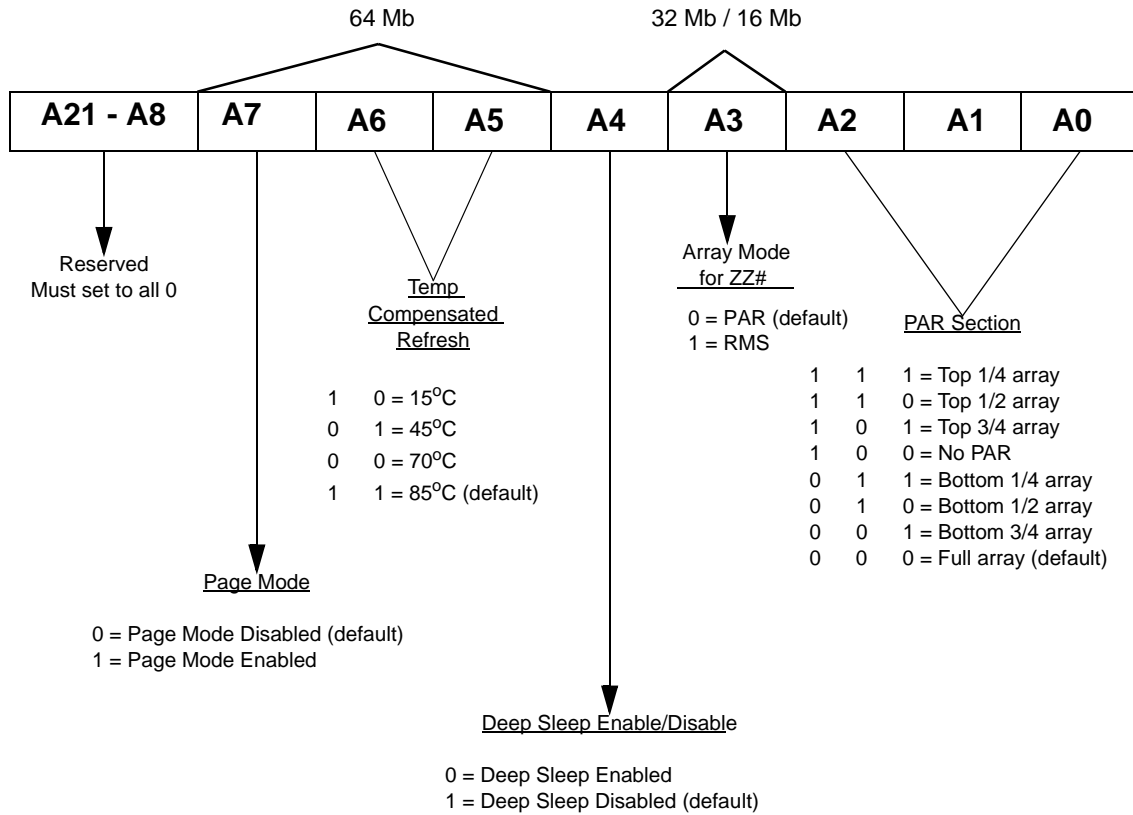 64 Mb
32 Mb / 16 Mb
A21 - A8 A7 A6 A5 A4 A3 A2 A1 A0
Reserved
Must set to all 0
Temp
Compensated
Refresh
1 0 = 15°C
0 1 = 45°C
0 0 = 70°C
1 1 = 85°C (default)
Array Mode
for ZZ#
0 = PAR (default)
1 = RMS
PAR Section
1 1 1 = Top 1/4 array
1 1 0 = Top 1/2 array
1 0 1 = Top 3/4 array
1 0 0 = No PAR
0 1 1 = Bottom 1/4 array
0 1 0 = Bottom 1/2 array
0 0 1 = Bottom 3/4 array
0 0 0 = Full array (default)
Page Mode
0 = Page Mode Disabled (default)
1 = Page Mode Enabled
Deep Sleep Enable/Disable
0 = Deep Sleep Enabled
1 = Deep Sleep Disabled (default)